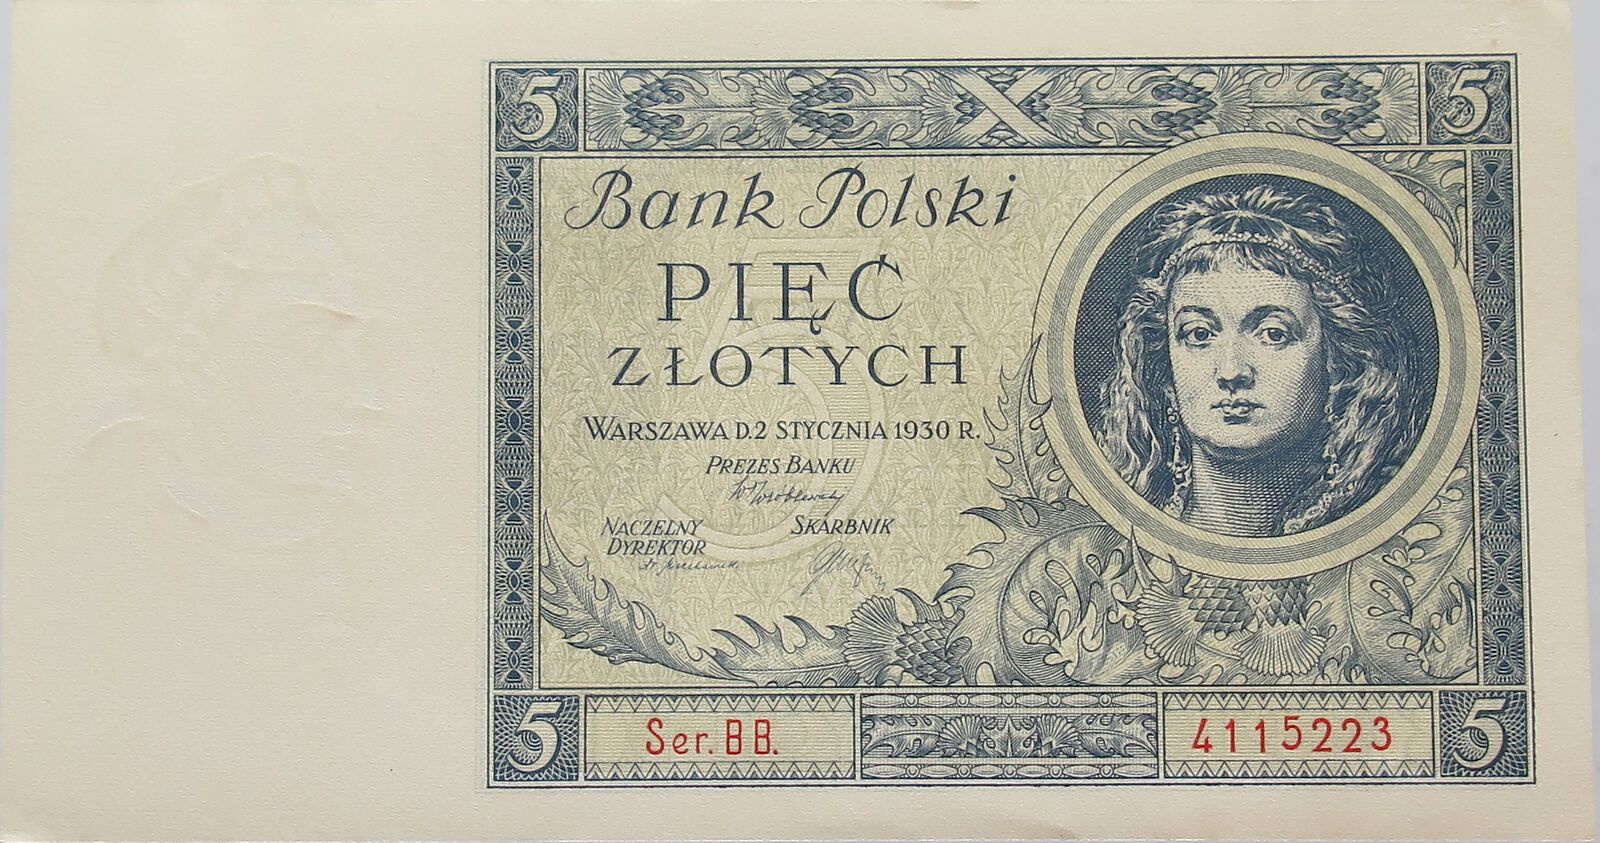 5 5
Bank Polski
PIĘĆ
ZŁOTYCH
WARSZAWA D.2 STYCZNIA 1930 R.
PREZES BANKU
NACZELNY SKARBNIK
DYREKTOR
5 Ser. BB. 4115223 5